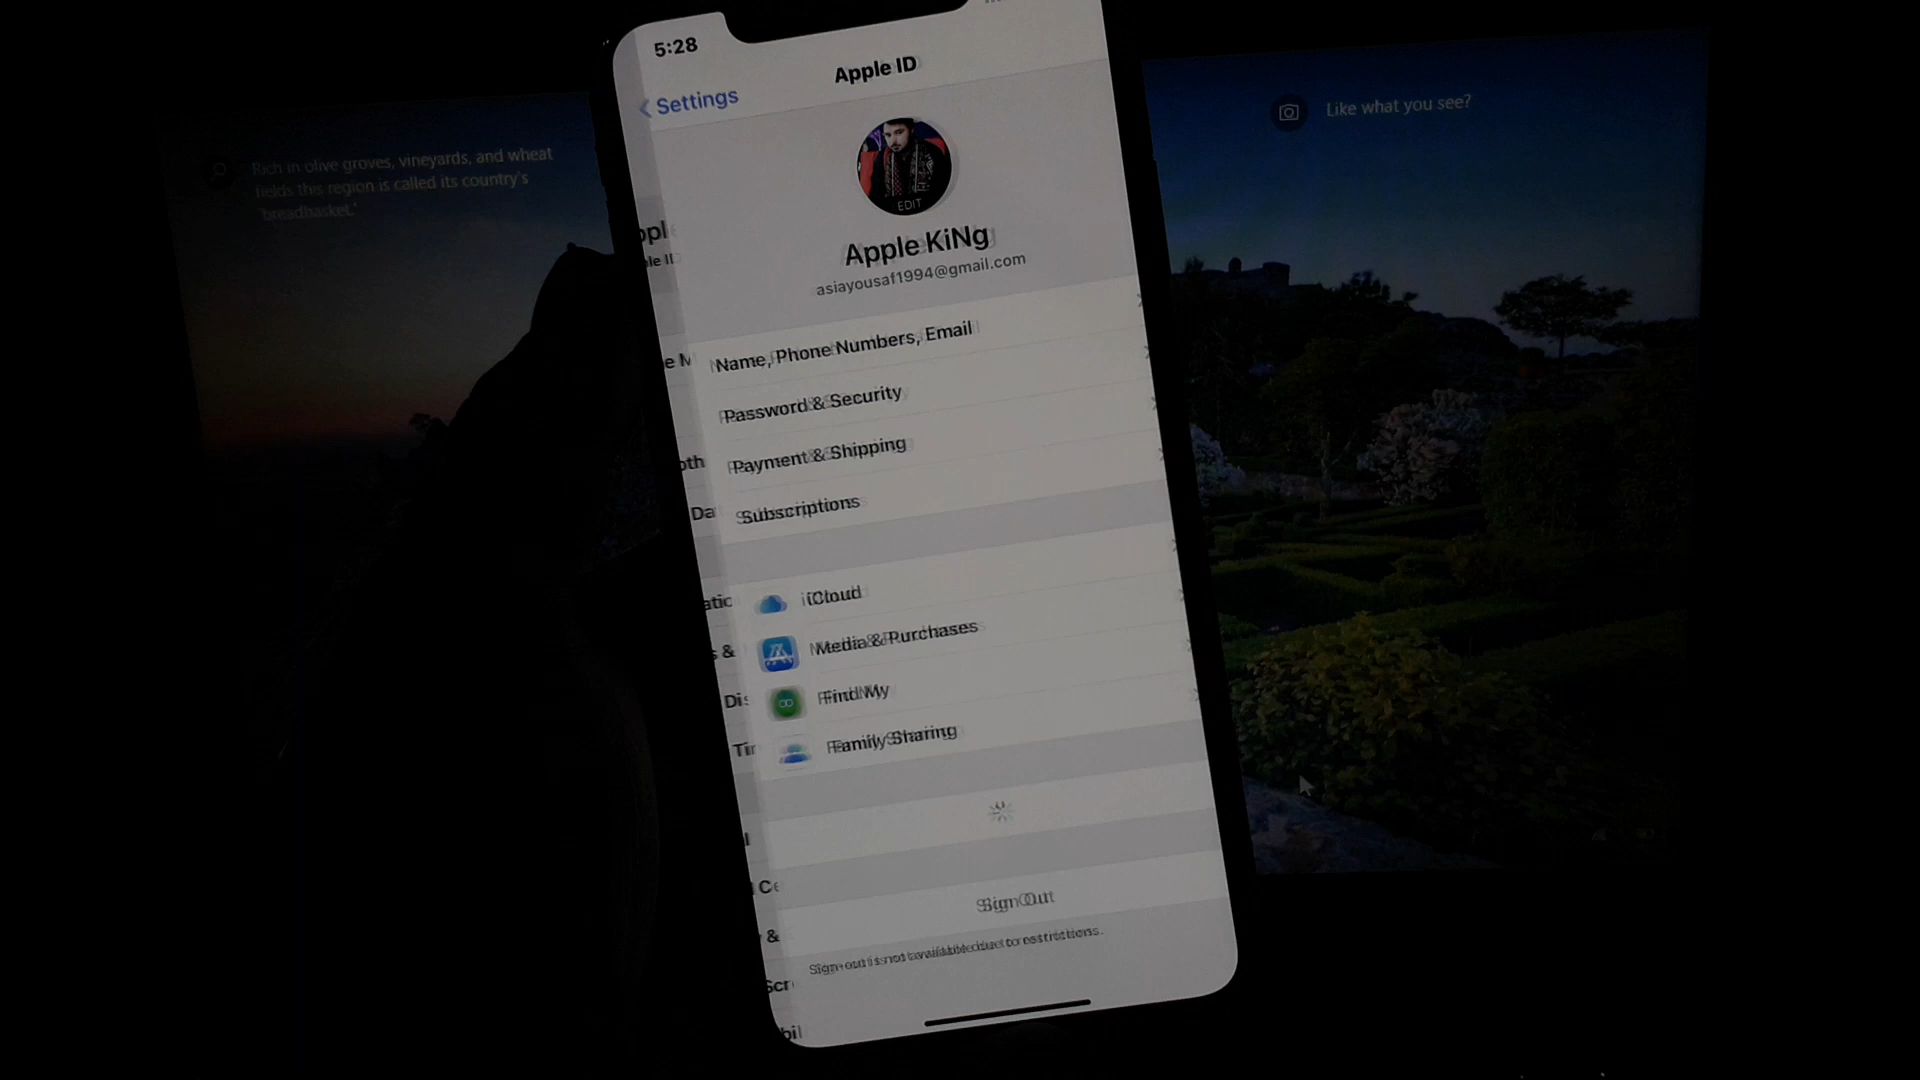 5:28
Apple ID
Settings
EDIT
Apple KiNg
asiayousaf1994@gmail.com
Name, Phone Numbers, Email
Password & Security
Payment & Shipping
Subscriptions
iCloud
Media & Purchases
Find My
Family Sharing
Sign Out
Sign out is not available due to restrictions.
Rich in olive groves, vineyards, and wheat
fields this region is called its country's
"breadbasket."
Like what you see?